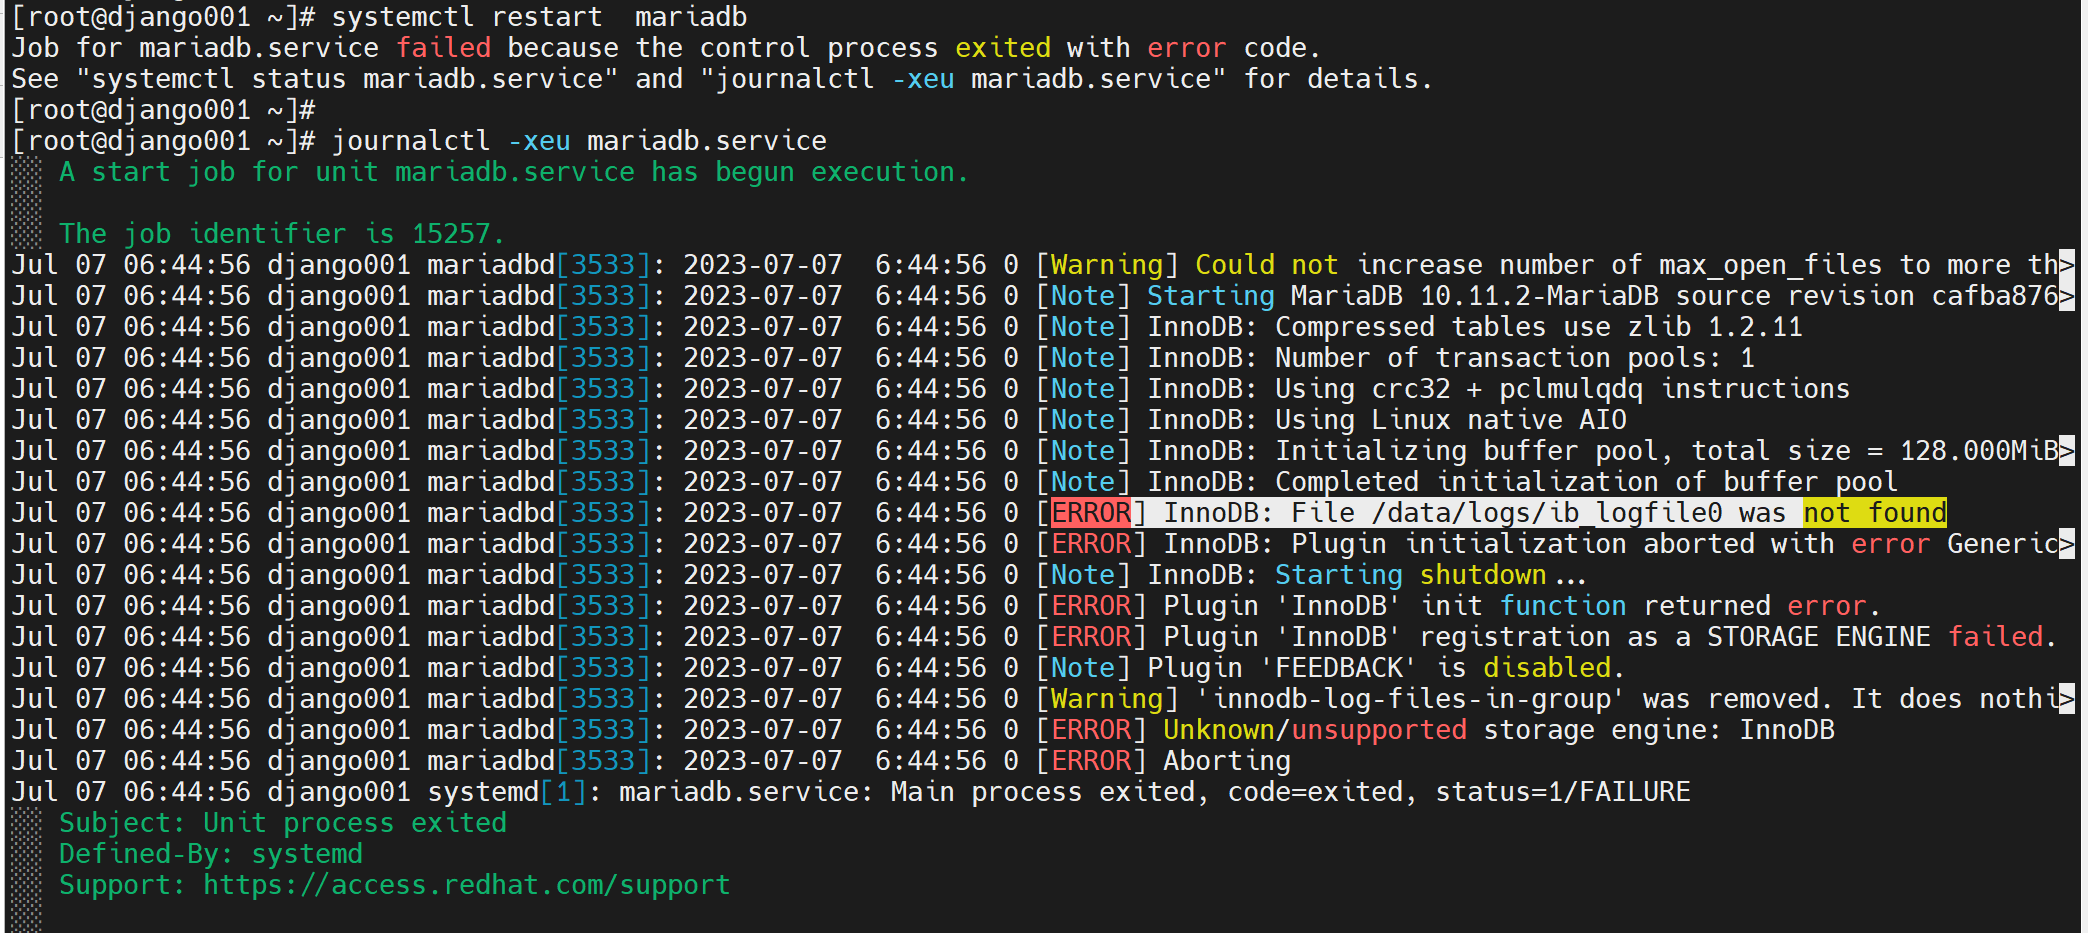 [root@django001 ~]# systemctl restart  mariadb
Job for mariadb.service failed because the control process exited with error code.
See "systemctl status mariadb.service" and "journalctl -xeu mariadb.service" for details.
[root@django001 ~]#
[root@django001 ~]# journalctl -xeu mariadb.service
░░ A start job for unit mariadb.service has begun execution.
░░
░░ The job identifier is 15257.
Jul 07 06:44:56 django001 mariadbd[3533]: 2023-07-07  6:44:56 0 [Warning] Could not increase number of max_open_files to more th>
Jul 07 06:44:56 django001 mariadbd[3533]: 2023-07-07  6:44:56 0 [Note] Starting MariaDB 10.11.2-MariaDB source revision cafba876>
Jul 07 06:44:56 django001 mariadbd[3533]: 2023-07-07  6:44:56 0 [Note] InnoDB: Compressed tables use zlib 1.2.11
Jul 07 06:44:56 django001 mariadbd[3533]: 2023-07-07  6:44:56 0 [Note] InnoDB: Number of transaction pools: 1
Jul 07 06:44:56 django001 mariadbd[3533]: 2023-07-07  6:44:56 0 [Note] InnoDB: Using crc32 + pclmulqdq instructions
Jul 07 06:44:56 django001 mariadbd[3533]: 2023-07-07  6:44:56 0 [Note] InnoDB: Using Linux native AIO
Jul 07 06:44:56 django001 mariadbd[3533]: 2023-07-07  6:44:56 0 [Note] InnoDB: Initializing buffer pool, total size = 128.000MiB>
Jul 07 06:44:56 django001 mariadbd[3533]: 2023-07-07  6:44:56 0 [Note] InnoDB: Completed initialization of buffer pool
Jul 07 06:44:56 django001 mariadbd[3533]: 2023-07-07  6:44:56 0 [ERROR] InnoDB: File /data/logs/ib_logfile0 was not found
Jul 07 06:44:56 django001 mariadbd[3533]: 2023-07-07  6:44:56 0 [ERROR] InnoDB: Plugin initialization aborted with error Generic>
Jul 07 06:44:56 django001 mariadbd[3533]: 2023-07-07  6:44:56 0 [Note] InnoDB: Starting shutdown...
Jul 07 06:44:56 django001 mariadbd[3533]: 2023-07-07  6:44:56 0 [ERROR] Plugin 'InnoDB' init function returned error.
Jul 07 06:44:56 django001 mariadbd[3533]: 2023-07-07  6:44:56 0 [ERROR] Plugin 'InnoDB' registration as a STORAGE ENGINE failed.
Jul 07 06:44:56 django001 mariadbd[3533]: 2023-07-07  6:44:56 0 [Note] Plugin 'FEEDBACK' is disabled.
Jul 07 06:44:56 django001 mariadbd[3533]: 2023-07-07  6:44:56 0 [Warning] 'innodb-log-files-in-group' was removed. It does nothi>
Jul 07 06:44:56 django001 mariadbd[3533]: 2023-07-07  6:44:56 0 [ERROR] Unknown/unsupported storage engine: InnoDB
Jul 07 06:44:56 django001 mariadbd[3533]: 2023-07-07  6:44:56 0 [ERROR] Aborting
Jul 07 06:44:56 django001 systemd[1]: mariadb.service: Main process exited, code=exited, status=1/FAILURE
░░ Subject: Unit process exited
░░ Defined-By: systemd
░░ Support: https://access.redhat.com/support
░░